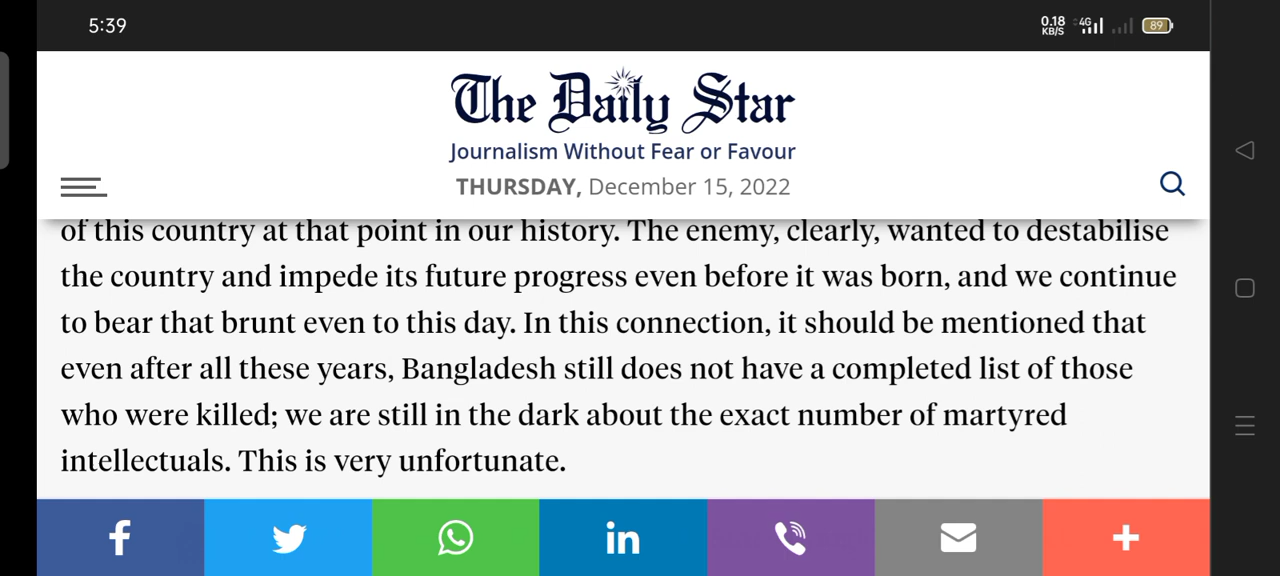 5:39
0.18
KB/S
4G
89
The Daily Star
Journalism Without Fear or Favour
THURSDAY, December 15, 2022
of this country at that point in our history. The enemy, clearly, wanted to destabilise
the country and impede its future progress even before it was born, and we continue
to bear that brunt even to this day. In this connection, it should be mentioned that
even after all these years, Bangladesh still does not have a completed list of those
who were killed; we are still in the dark about the exact number of martyred
intellectuals. This is very unfortunate.